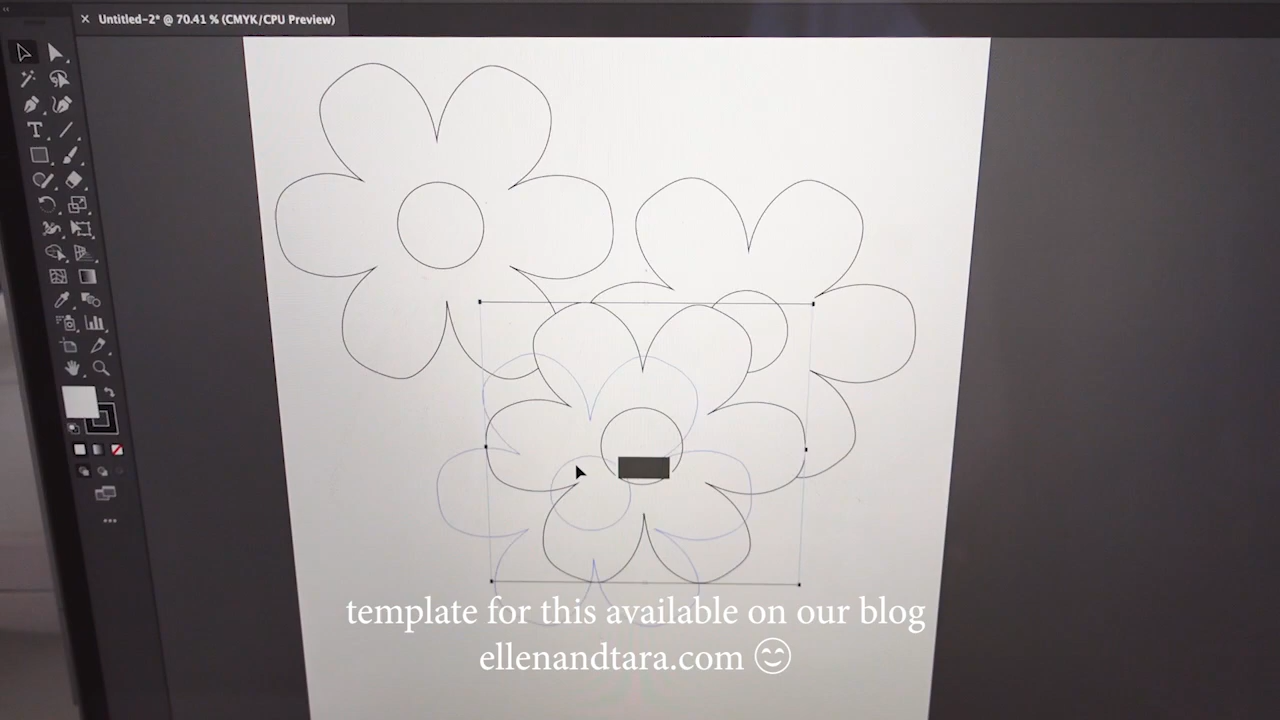 Untitled-2* @ 70.41 % (CMYK/CPU Preview)
template for this available on our blog
ellenandtara.com 😊